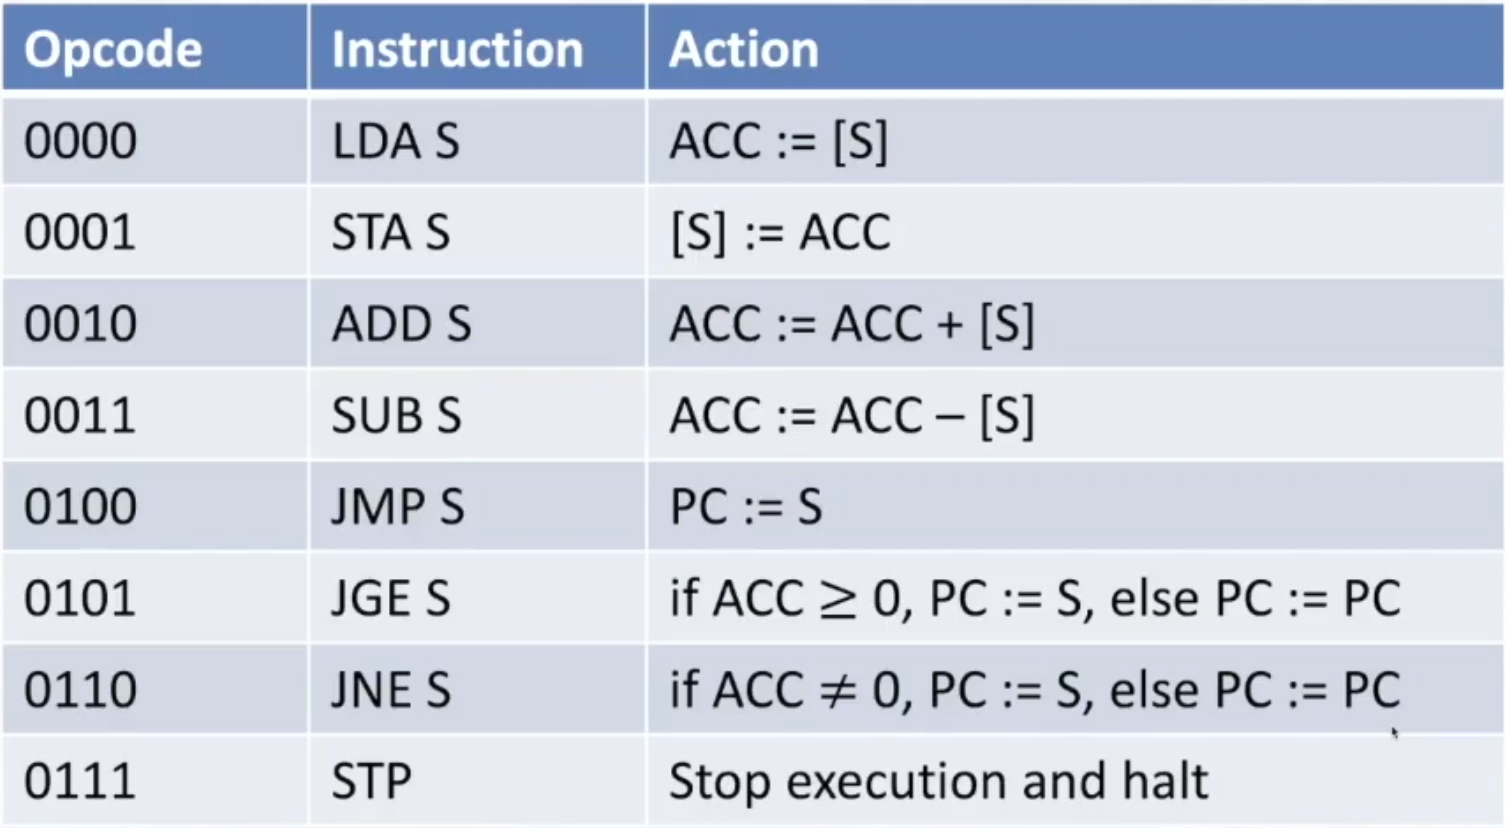 Opcode Instruction Action
0000 LDA S ACC := [S]
0001 STA S [S] := ACC
0010 ADD S ACC := ACC + [S]
0011 SUB S ACC := ACC – [S]
0100 JMP S PC := S
0101 JGE S if ACC ≥ 0, PC := S, else PC := PC
0110 JNE S if ACC ≠ 0, PC := S, else PC := PC
0111 STP Stop execution and halt